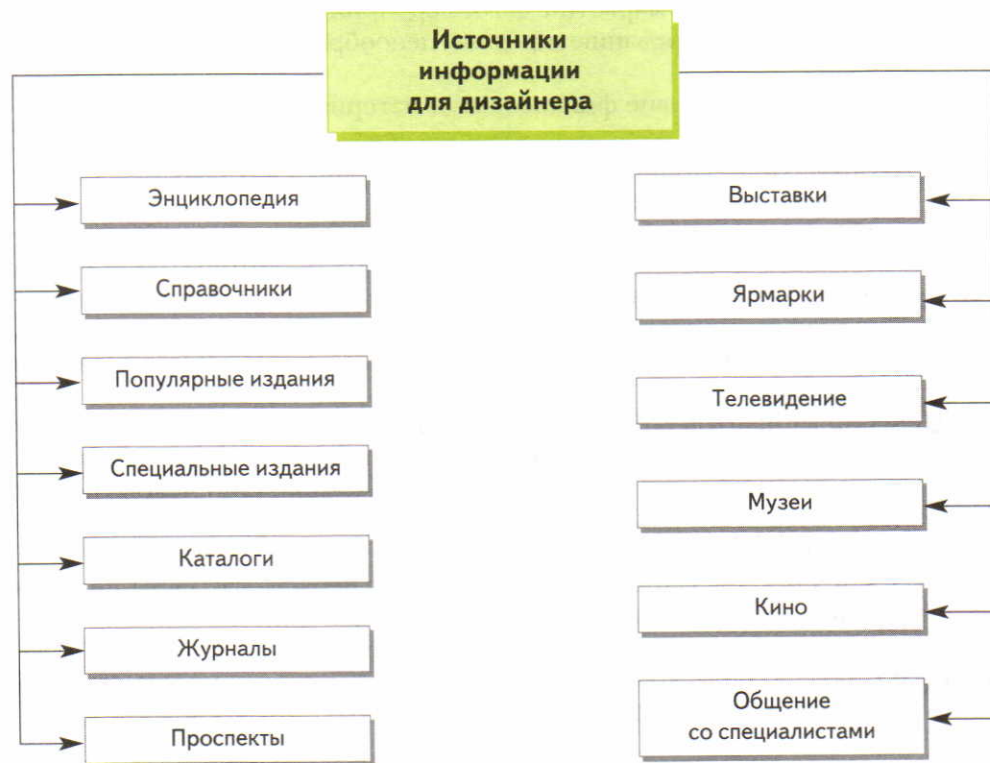 Источники
информации
для дизайнера
Энциклопедия
Справочники
Популярные издания
Специальные издания
Каталоги
Журналы
Проспекты
Выставки
Ярмарки
Телевидение
Музеи
Кино
Общение
со специалистами